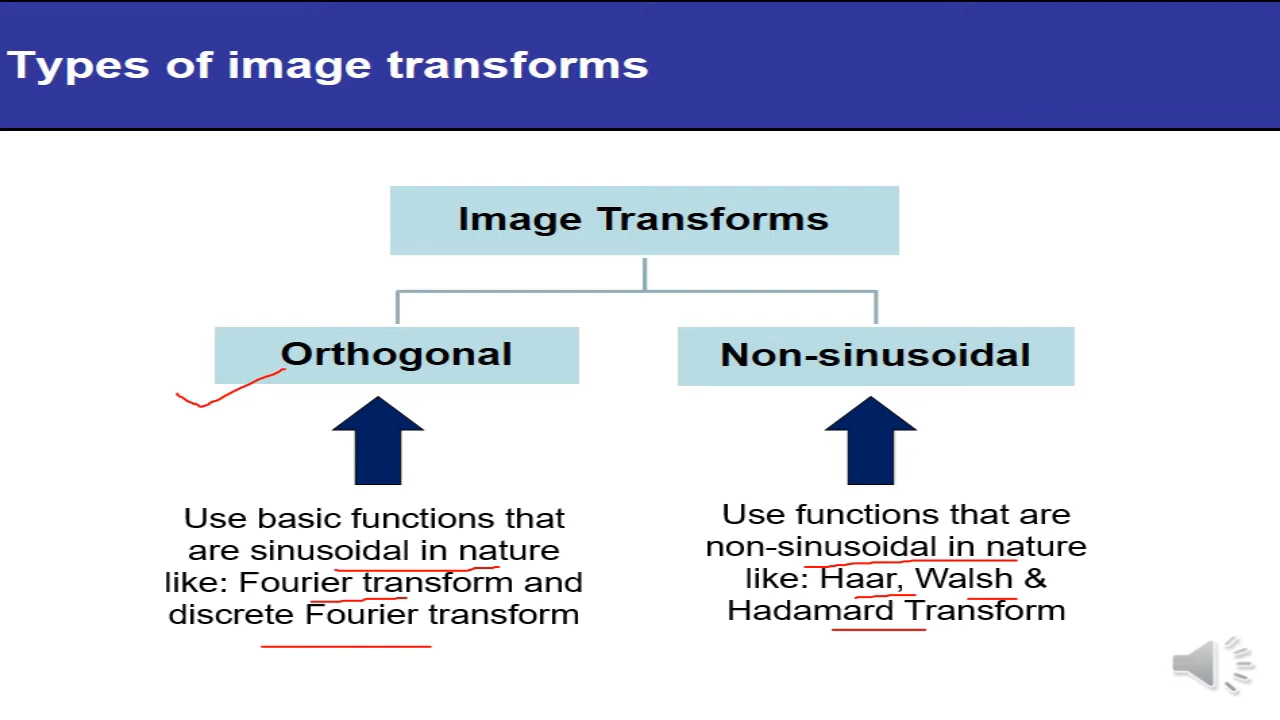 Types of image transforms
Image Transforms
Orthogonal
Non-sinusoidal
Use basic functions that
are sinusoidal in nature
like: Fourier transform and
discrete Fourier transform
Use functions that are
non-sinusoidal in nature
like: Haar, Walsh &
Hadamard Transform